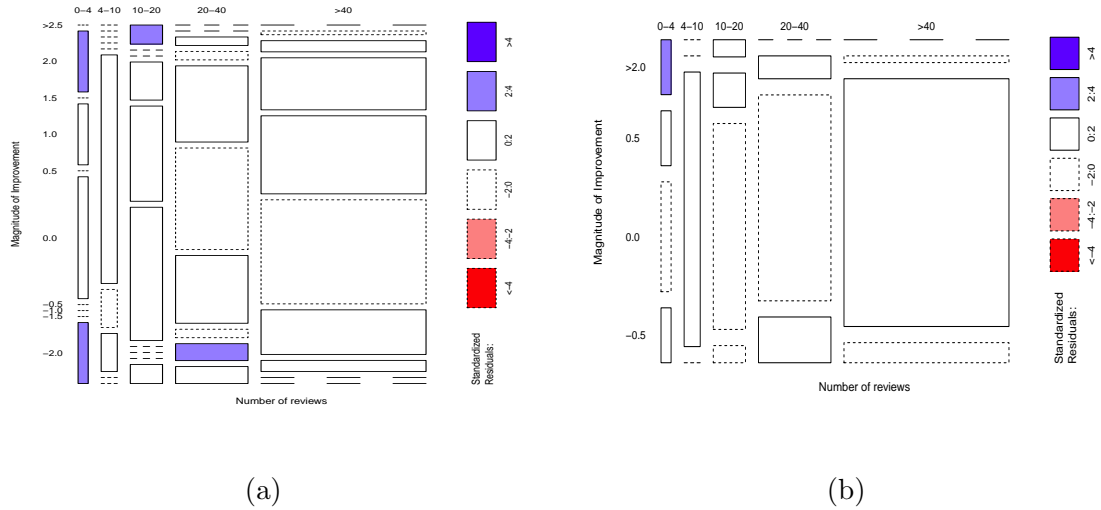 0−4 4−10 10−20 20−40 >40
>2.5
2.0
1.5
1.0
0.5
0.0
−0.5
−1.0
−1.5
−2.0
Magnitude of Improvement
Number of reviews
Standardized
Residuals:
<−4
−4:−2
−2:0
0:2
2:4
>4
(a)
0−4 4−10 10−20 20−40 >40
>2.0
0.5
0.0
−0.5
Magnitude of Improvement
Number of reviews
Standardized
Residuals:
<−4
−4:−2
−2:0
0:2
2:4
>4
(b)